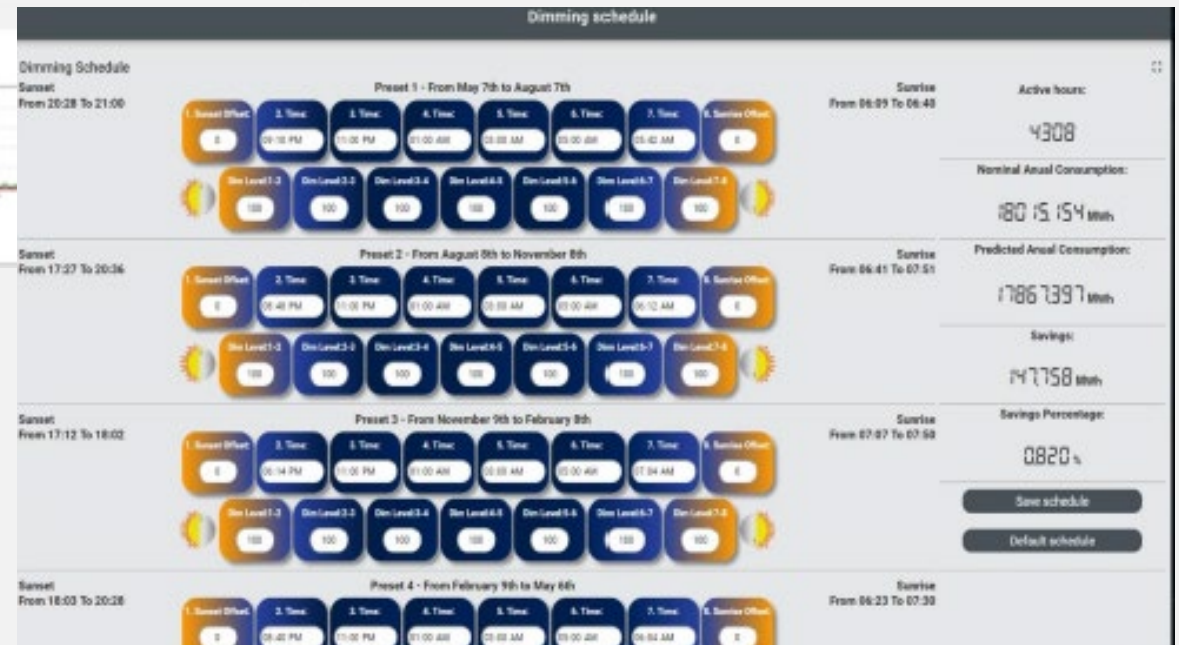 Dimming schedule
Dimming Schedule
Sunset
From 20:28 To 21:00
Preset 1 - From May 7th to August 7th
Sunrise
From 06:09 To 06:40
1. Sunset Offset: 2. Time: 3. Time: 4. Time: 5. Time: 6. Time: 7. Time: 8. Sunrise Offset:
0 09:10 PM 11:00 PM 01:00 AM 03:00 AM 05:00 AM 05:42 AM 0
Dim Level:1-2 Dim Level:2-3 Dim Level:3-4 Dim Level:4-5 Dim Level:5-6 Dim Level:6-7 Dim Level:7-8
100 100 100 100 100 100 100
Sunset
From 17:27 To 20:36
Preset 2 - From August 8th to November 8th
Sunrise
From 06:41 To 07:51
1. Sunset Offset: 2. Time: 3. Time: 4. Time: 5. Time: 6. Time: 7. Time: 8. Sunrise Offset:
0 06:48 PM 11:00 PM 01:00 AM 03:00 AM 05:00 AM 06:12 AM 0
Dim Level:1-2 Dim Level:2-3 Dim Level:3-4 Dim Level:4-5 Dim Level:5-6 Dim Level:6-7 Dim Level:7-8
100 100 100 100 100 100 100
Sunset
From 17:12 To 18:02
Preset 3 - From November 9th to February 8th
Sunrise
From 07:07 To 07:50
1. Sunset Offset: 2. Time: 3. Time: 4. Time: 5. Time: 6. Time: 7. Time: 8. Sunrise Offset:
0 06:14 PM 11:00 PM 01:00 AM 03:00 AM 05:00 AM 07:04 AM 0
Dim Level:1-2 Dim Level:2-3 Dim Level:3-4 Dim Level:4-5 Dim Level:5-6 Dim Level:6-7 Dim Level:7-8
100 100 100 100 100 100 100
Sunset
From 18:03 To 20:28
Preset 4 - From February 9th to May 6th
Sunrise
From 06:23 To 07:30
1. Sunset Offset: 2. Time: 3. Time: 4. Time: 5. Time: 6. Time: 7. Time: 8. Sunrise Offset:
0 08:40 PM 11:00 PM 01:00 AM 03:00 AM 05:00 AM 06:04 AM 0
Active hours:
4308
Nominal Anual Consumption:
18015.154 MWh
Predicted Anual Consumption:
17867.397 MWh
Savings:
147.758 MWh
Savings Percentage:
0.820 %
Save schedule
Default schedule